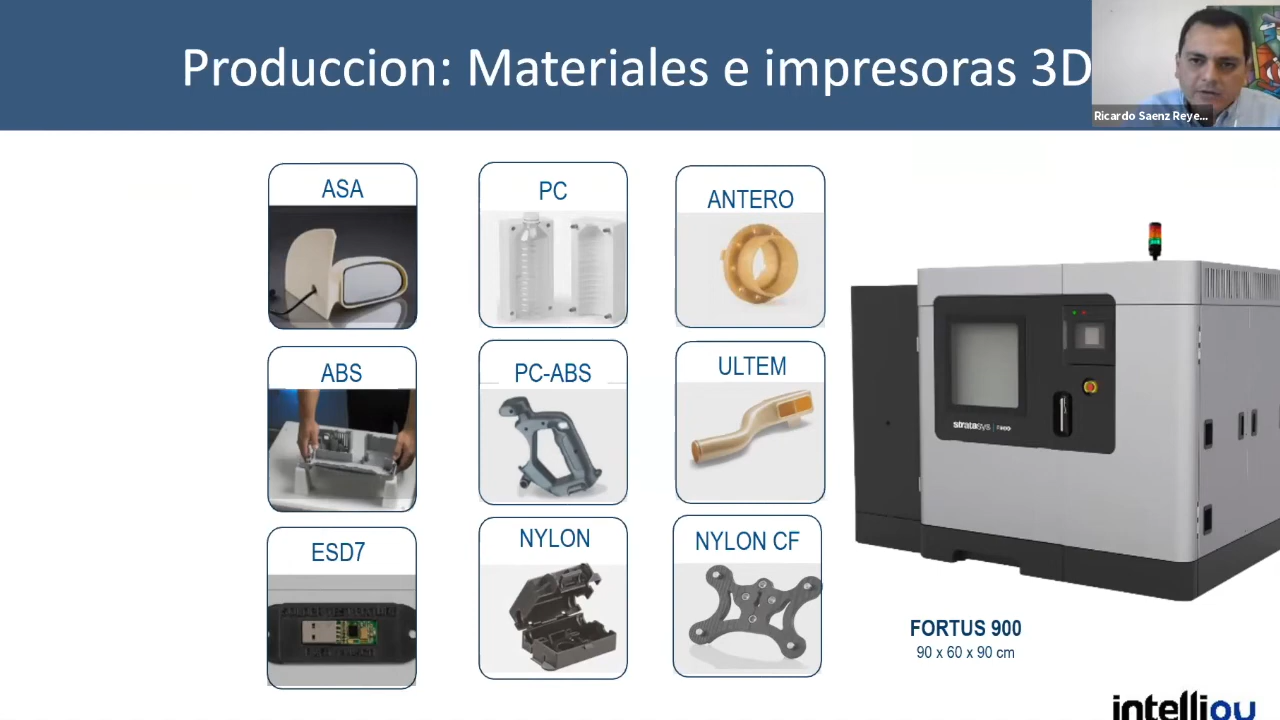 Produccion: Materiales e impresoras 3D
Ricardo Saenz Reye...
ASA
PC
ANTERO
ABS
PC-ABS
ULTEM
ESD7
NYLON
NYLON CF
stratasys
FORTUS 900
90 x 60 x 90 cm
intelliou